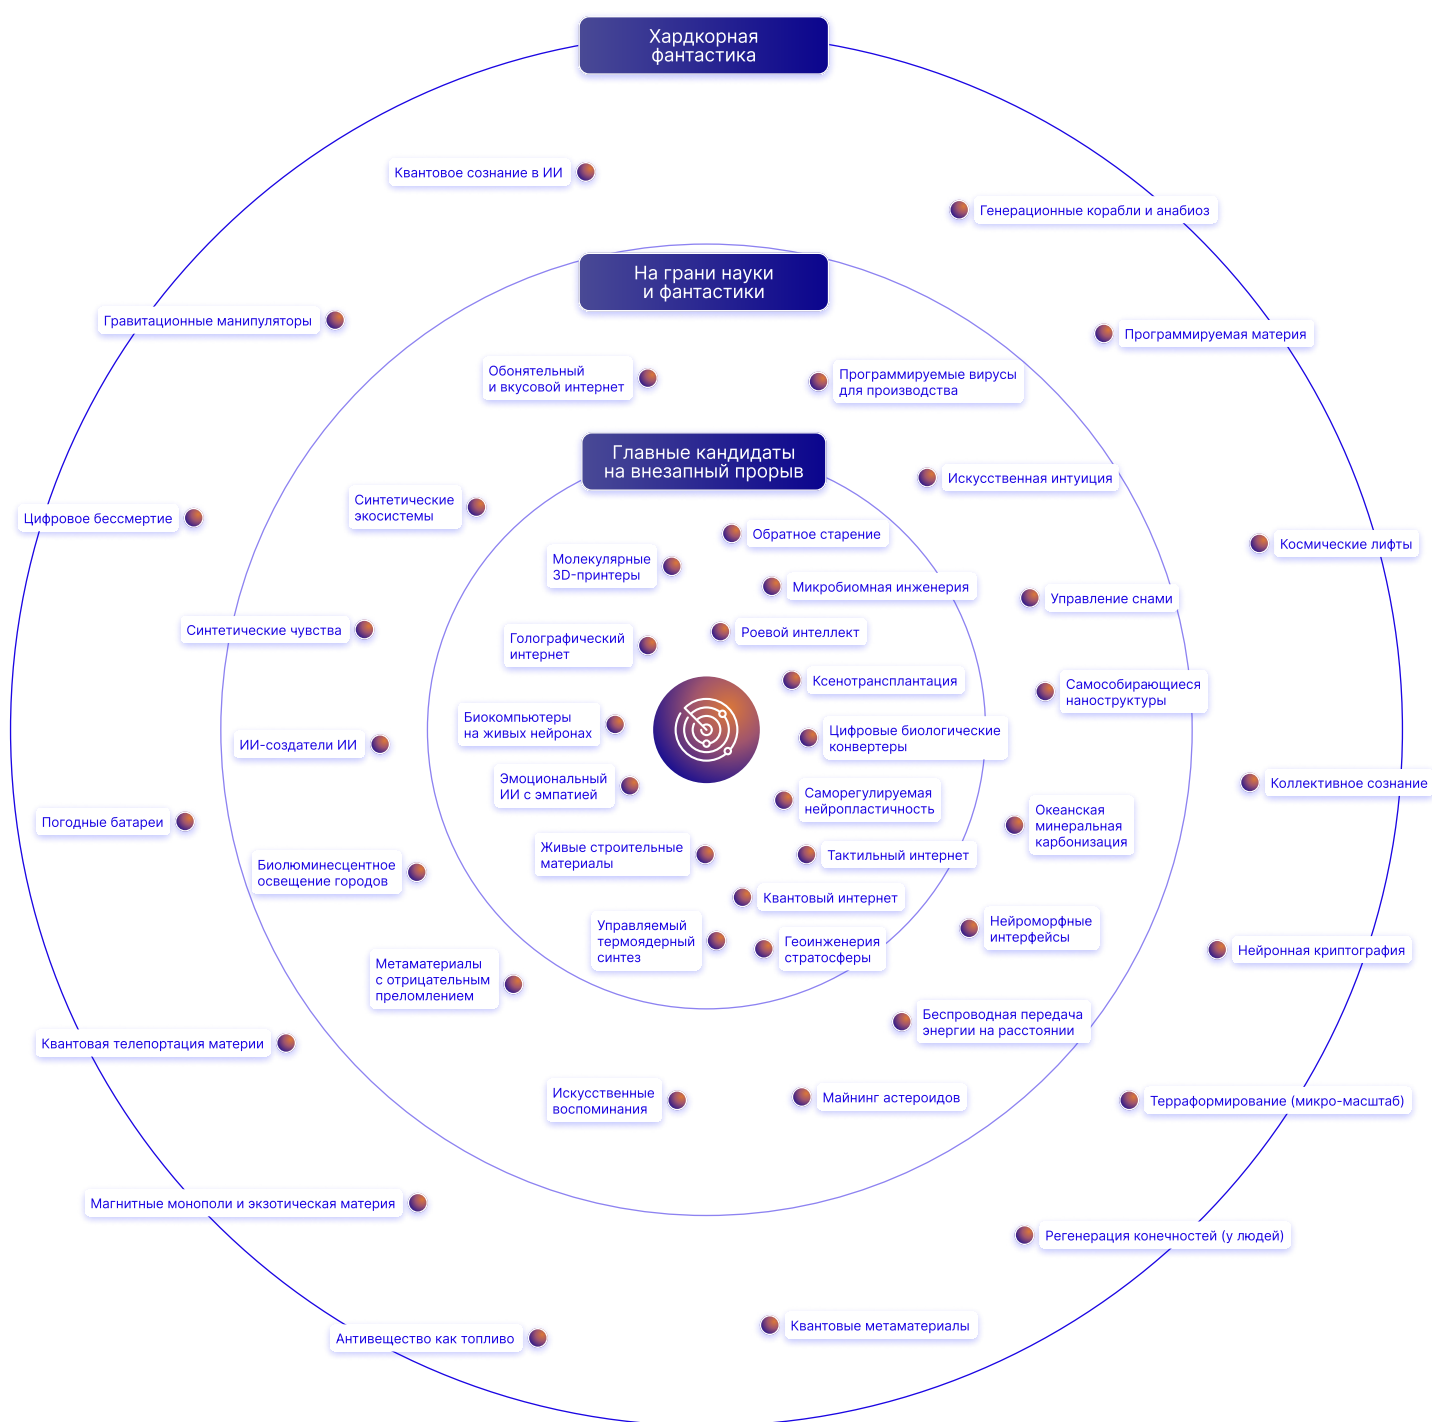 Хардкорная
фантастика
Квантовое сознание в ИИ
Генерационные корабли и анабиоз
На грани науки
и фантастики
Гравитационные манипуляторы
Программируемая материя
Обонятельный
и вкусовой интернет
Программируемые вирусы
для производства
Главные кандидаты
на внезапный прорыв
Искусственная интуиция
Синтетические
экосистемы
Цифровое бессмертие
Обратное старение
Космические лифты
Молекулярные
3D-принтеры
Микробиомная инженерия
Управление снами
Синтетические чувства
Голографический
интернет
Роевой интеллект
Ксенотрансплантация
Самособирающиеся
наноструктуры
Биокомпьютеры
на живых нейронах
Цифровые биологические
конвертеры
ИИ-создатели ИИ
Эмоциональный
ИИ с эмпатией
Коллективное сознание
Саморегулируемая
нейропластичность
Погодные батареи
Океанская
минеральная
карбонизация
Живые строительные
материалы
Тактильный интернет
Биолюминесцентное
освещение городов
Квантовый интернет
Управляемый
термоядерный
синтез
Геоинженерия
стратосферы
Нейроморфные
интерфейсы
Нейронная криптография
Метаматериалы
с отрицательным
преломлением
Беспроводная передача
энергии на расстоянии
Квантовая телепортация материи
Искусственные
воспоминания
Майнинг астероидов
Терраформирование (микро-масштаб)
Магнитные монополи и экзотическая материя
Регенерация конечностей (у людей)
Антивещество как топливо
Квантовые метаматериалы